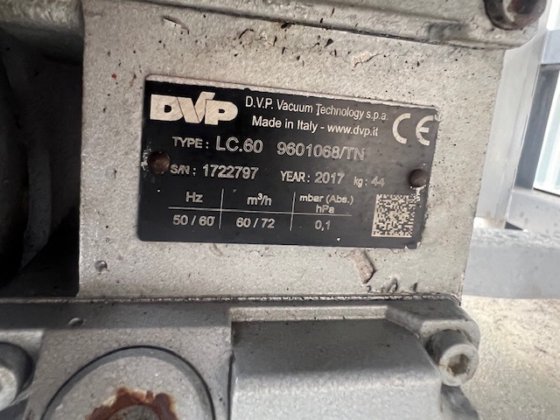 DVP
D.V.P. Vacuum Technology s.p.a.
Made in Italy - www.dvp.it
CE
TYPE: LC.60 9601068/TN
S/N: 1722797 YEAR: 2017 kg: 44
Hz m³/h mbar (Abs.) hPa
50 / 60 60 / 72 0,1